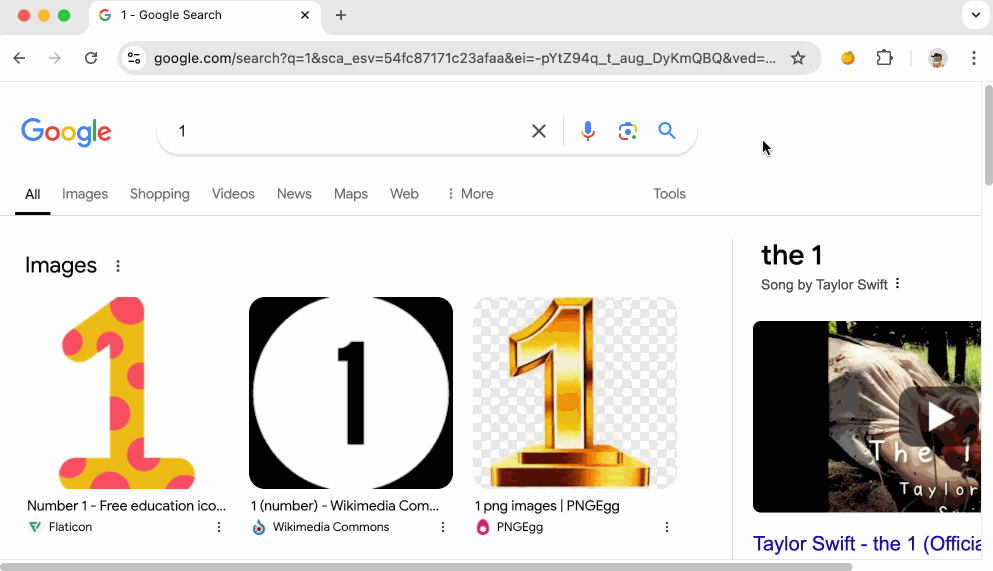 1 - Google Search
google.com/search?q=1&sca_esv=54fc87171c23afaa&ei=-pYtZ94q_t_aug_DyKmQBQ&ved=...
Google
1
All Images Shopping Videos News Maps Web More Tools
Images
1
1
1
Number 1 - Free education ico...
Flaticon
1 (number) - Wikimedia Com...
Wikimedia Commons
1 png images | PNGEgg
PNGEgg
the 1
Song by Taylor Swift
The 1
Taylor
Taylor Swift - the 1 (Officia